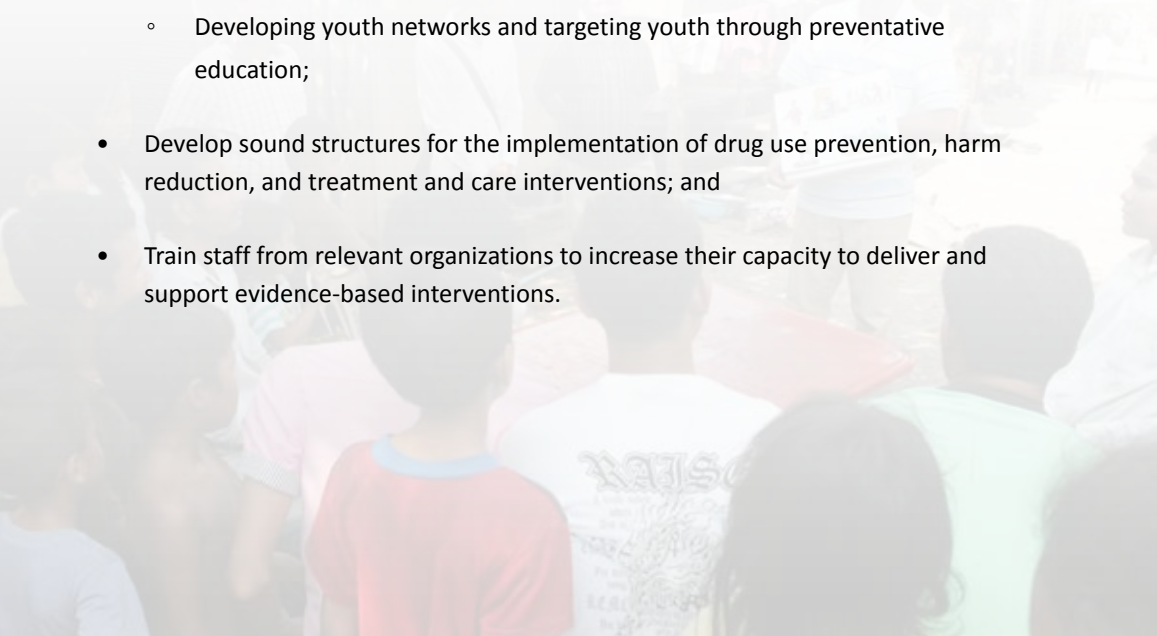 ◦ Developing youth networks and targeting youth through preventative
education;
• Develop sound structures for the implementation of drug use prevention, harm
reduction, and treatment and care interventions; and
• Train staff from relevant organizations to increase their capacity to deliver and
support evidence-based interventions.